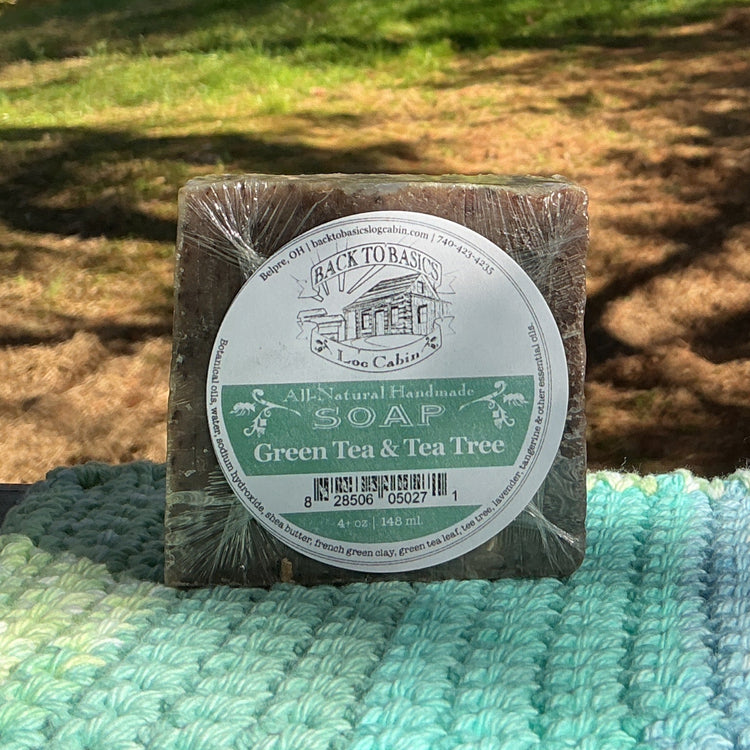 Belpre, OH | backtobasicslogcabin.com | 740-423-4235
BACK TO BASICS
Log Cabin
All-Natural Handmade
SOAP
Green Tea & Tea Tree
8 28506 05027 1
4+ oz | 148 ml
Botanical oils, water, sodium hydroxide, shea butter, french green clay, green tea leaf, tee tree, lavender, tangerine & other essential oils.